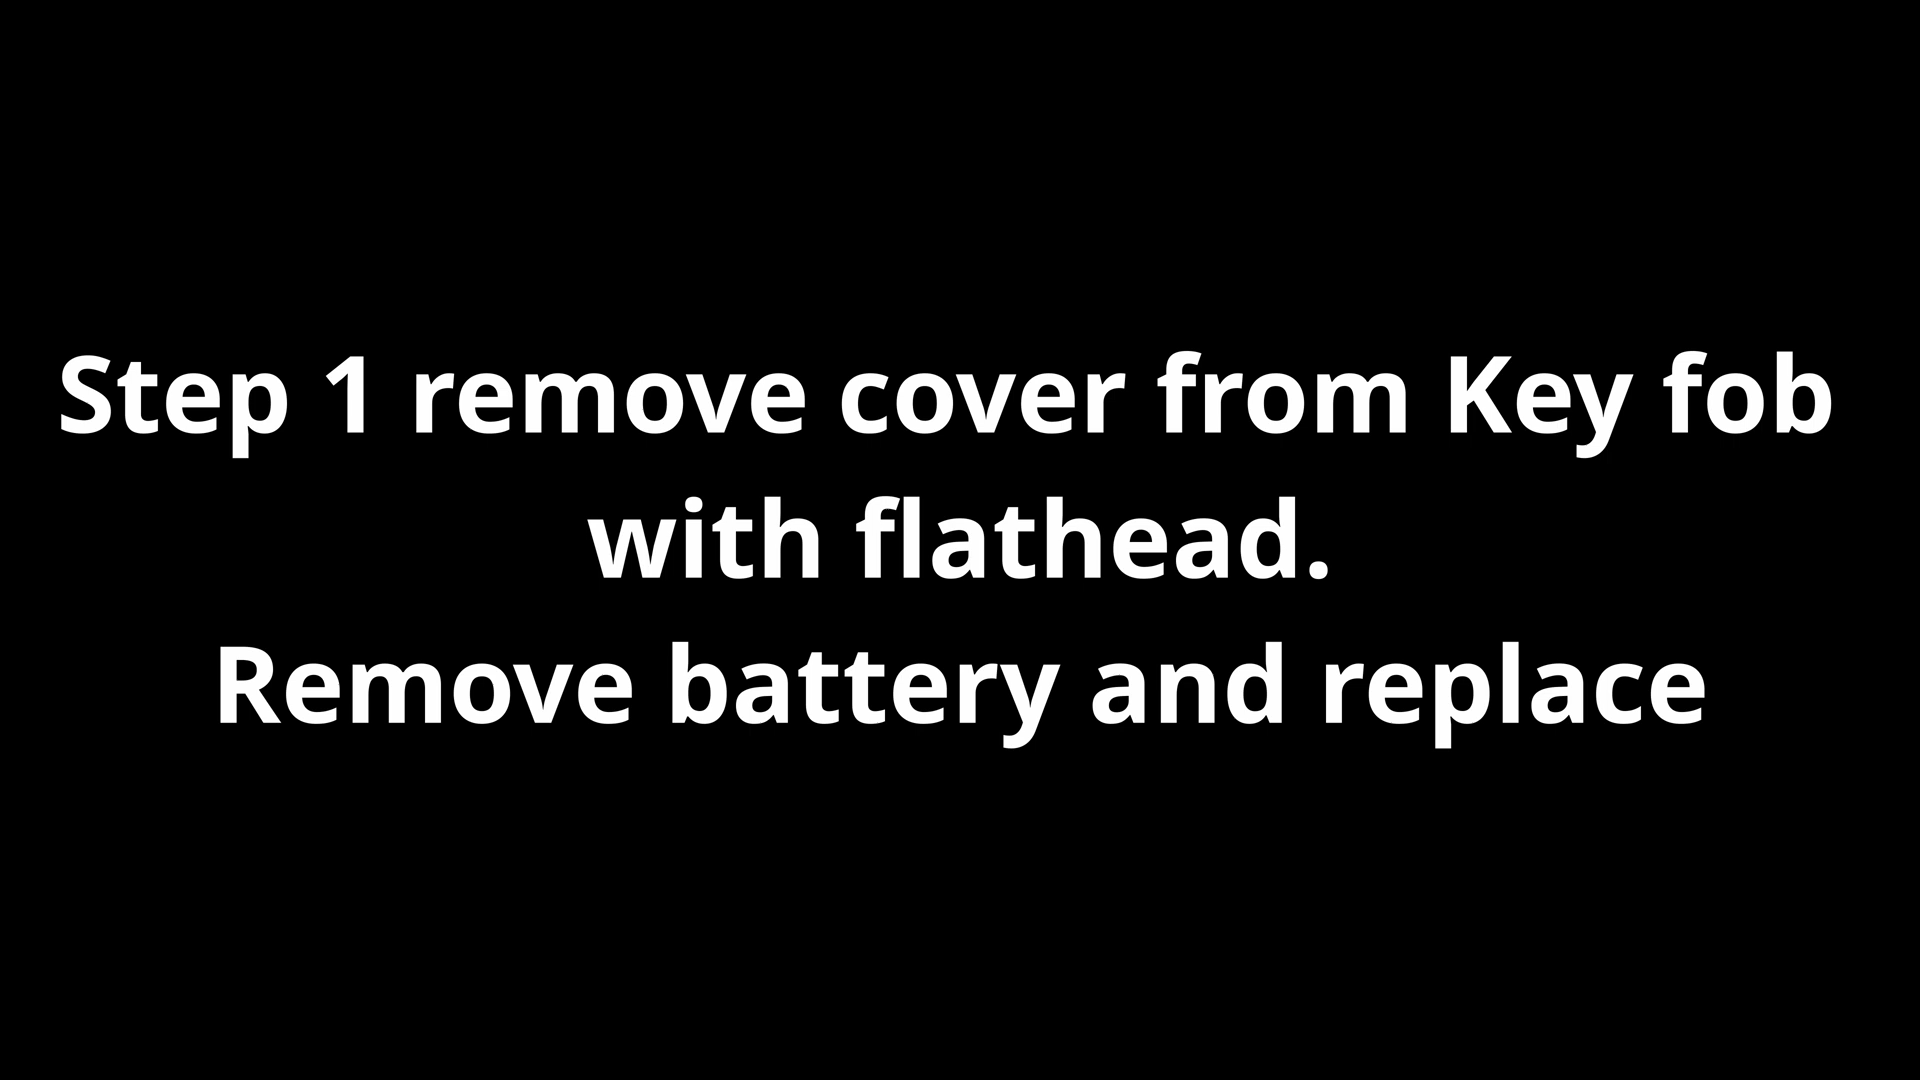 Step 1 remove cover from Key fob
with flathead.
Remove battery and replace